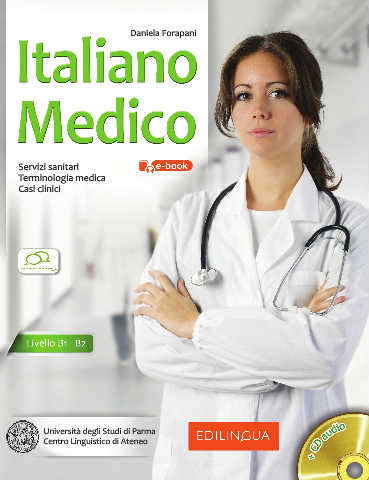 Daniela Forapani
Italiano
Medico
e-book
Servizi sanitari
Terminologia medica
Casi clinici
Livello B1 - B2
Università degli Studi di Parma
Centro Linguistico di Ateneo
EDILINGUA
+ CD audio